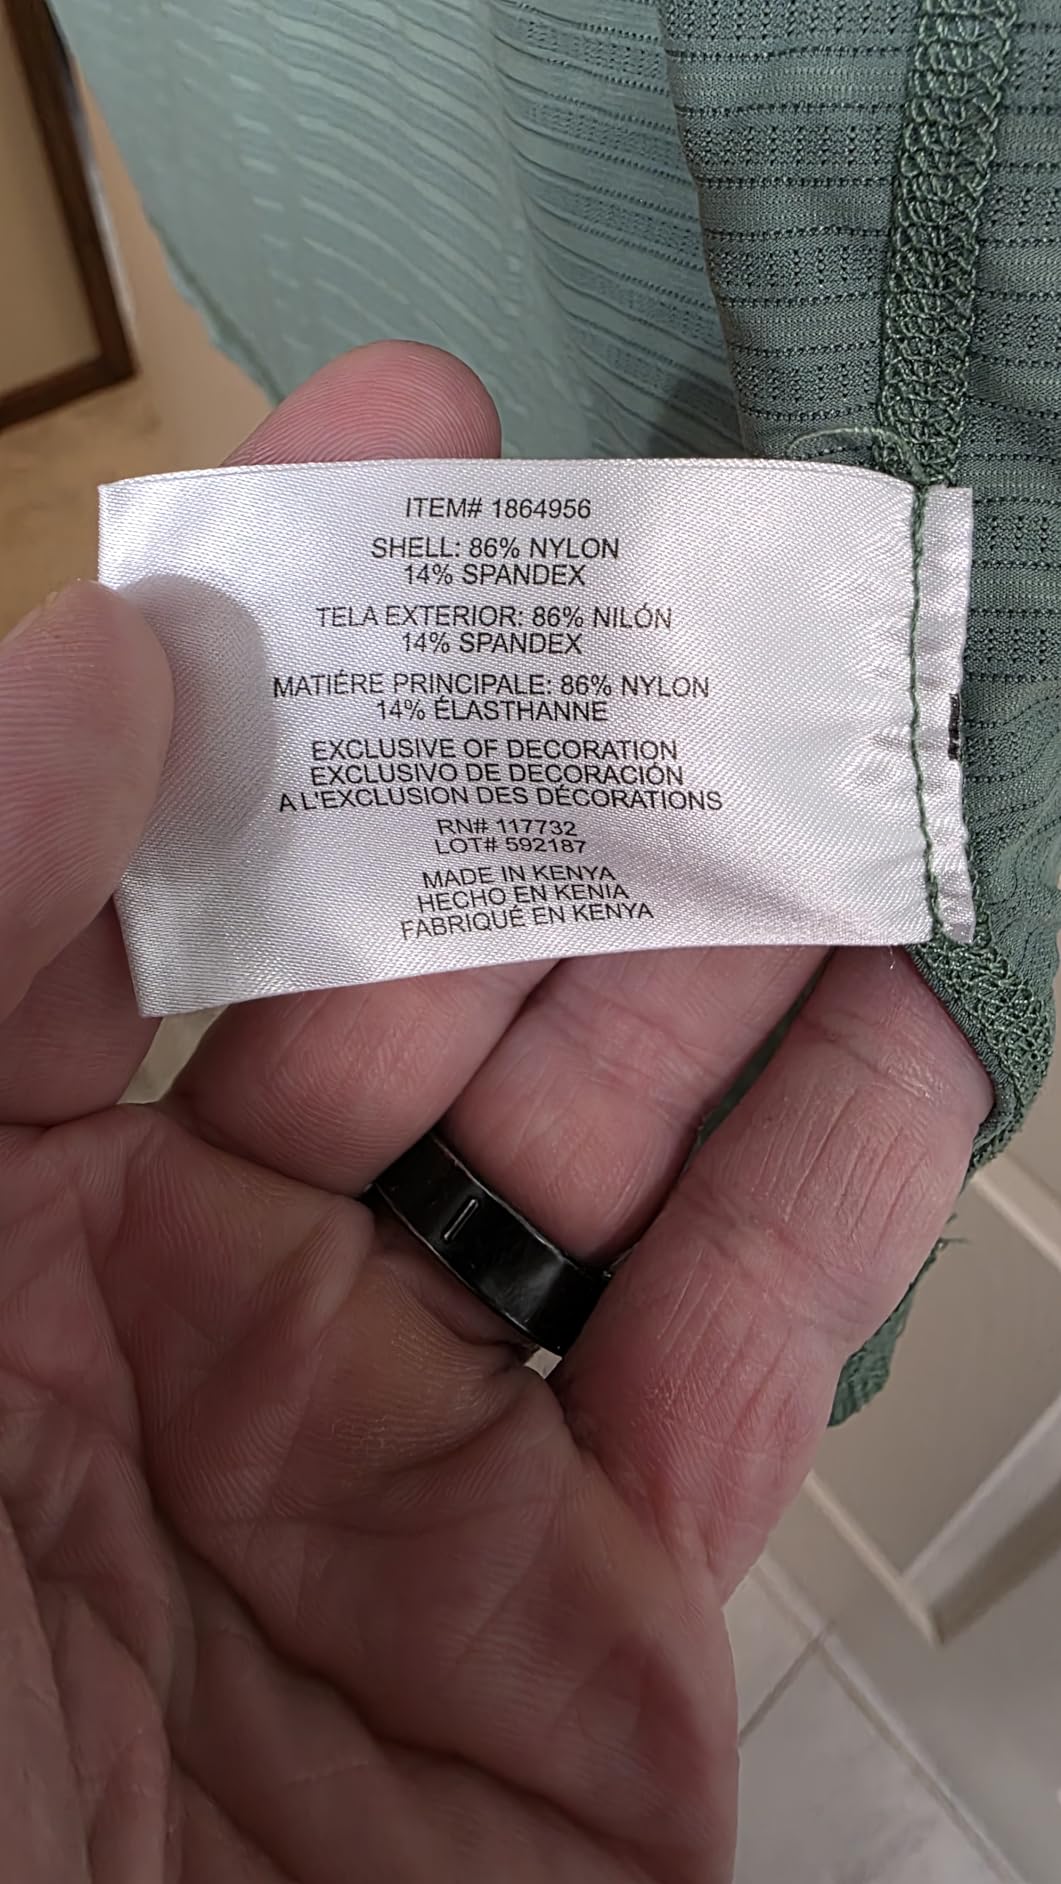 ITEM# 1864956
SHELL: 86% NYLON
14% SPANDEX
TELA EXTERIOR: 86% NILÓN
14% SPANDEX
MATIÉRE PRINCIPALE: 86% NYLON
14% ÉLASTHANNE
EXCLUSIVE OF DECORATION
EXCLUSIVO DE DECORACIÓN
A L'EXCLUSION DES DÉCORATIONS
RN# 117732
LOT# 592187
MADE IN KENYA
HECHO EN KENIA
FABRIQUÉ EN KENYA